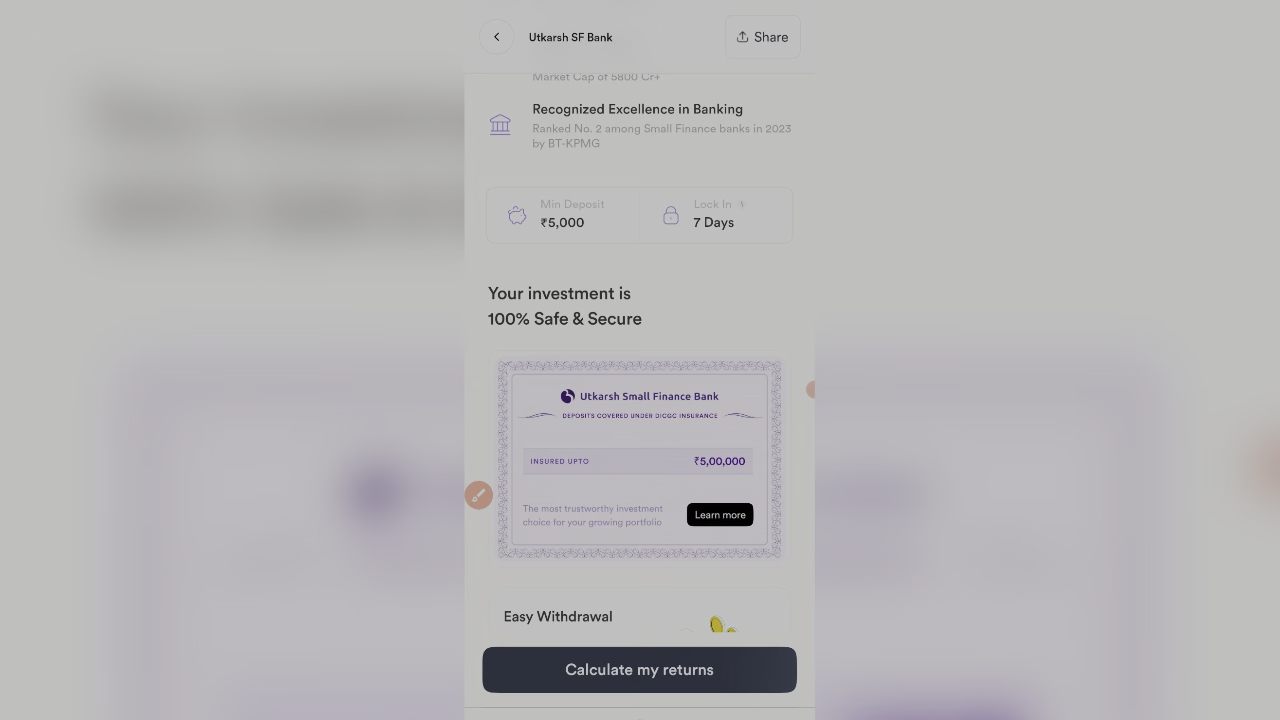 Utkarsh SF Bank
Share
Market Cap of 5800 Cr+
Recognized Excellence in Banking
Ranked No. 2 among Small Finance banks in 2023
by BT-KPMG
Min Deposit
₹5,000
Lock In
7 Days
Your investment is
100% Safe & Secure
Utkarsh Small Finance Bank
DEPOSITS COVERED UNDER DICGC INSURANCE
INSURED UPTO
₹5,00,000
The most trustworthy investment
choice for your growing portfolio
Learn more
Easy Withdrawal
Calculate my returns